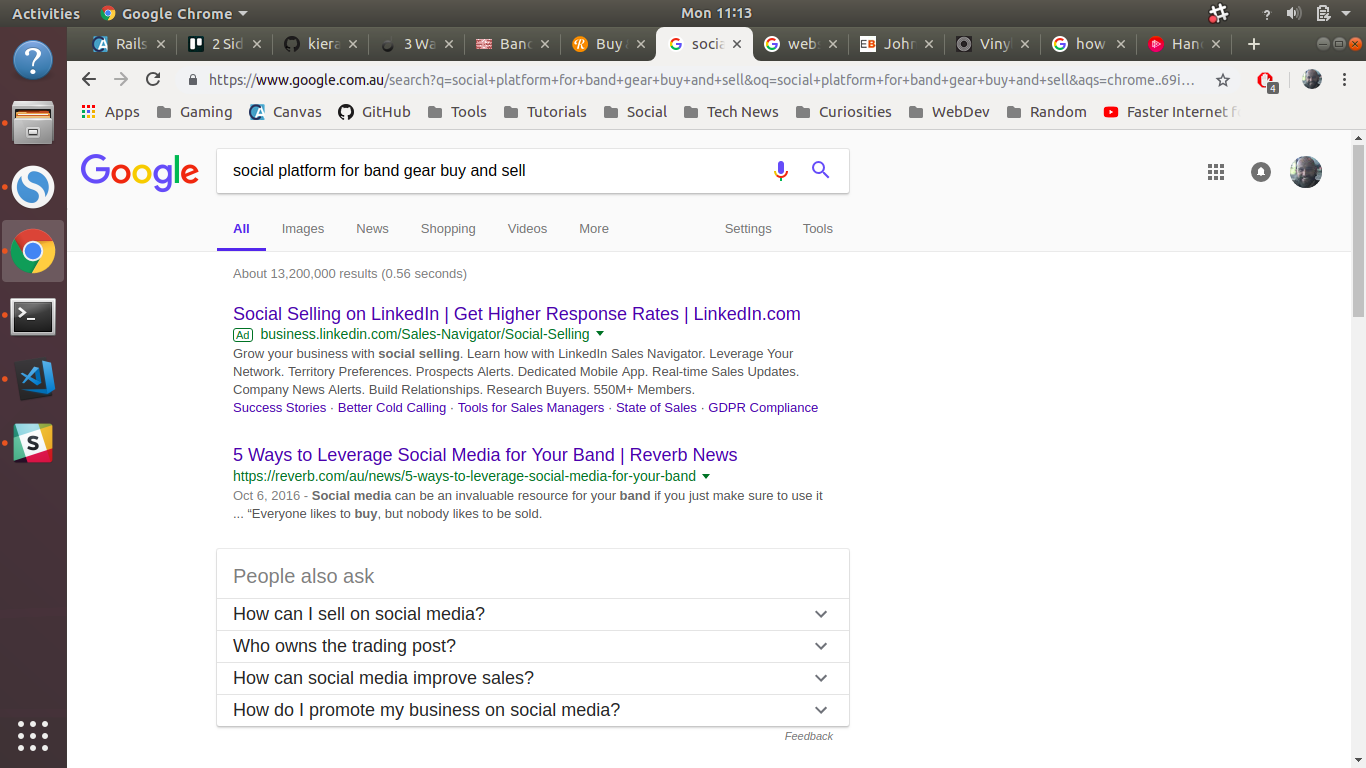 Activities Google Chrome Mon 11:13 ?
Rails 2 Sid kiera 3 Wa Banc Buy socia webs John Vinyl how Hand
https://www.google.com.au/search?q=social+platform+for+band+gear+buy+and+sell&oq=social+platform+for+band+gear+buy+and+sell&aqs=chrome..69i... 4
Apps Gaming Canvas GitHub Tools Tutorials Social Tech News Curiosities WebDev Random Faster Internet
Google social platform for band gear buy and sell
All Images News Shopping Videos More Settings Tools
About 13,200,000 results (0.56 seconds)
Social Selling on LinkedIn | Get Higher Response Rates | LinkedIn.com
Ad business.linkedin.com/Sales-Navigator/Social-Selling
Grow your business with social selling. Learn how with LinkedIn Sales Navigator. Leverage Your
Network. Territory Preferences. Prospects Alerts. Dedicated Mobile App. Real-time Sales Updates.
Company News Alerts. Build Relationships. Research Buyers. 550M+ Members.
Success Stories · Better Cold Calling · Tools for Sales Managers · State of Sales · GDPR Compliance
5 Ways to Leverage Social Media for Your Band | Reverb News
https://reverb.com/au/news/5-ways-to-leverage-social-media-for-your-band
Oct 6, 2016 - Social media can be an invaluable resource for your band if you just make sure to use it
... “Everyone likes to buy, but nobody likes to be sold.
People also ask
How can I sell on social media?
Who owns the trading post?
How can social media improve sales?
How do I promote my business on social media?
Feedback